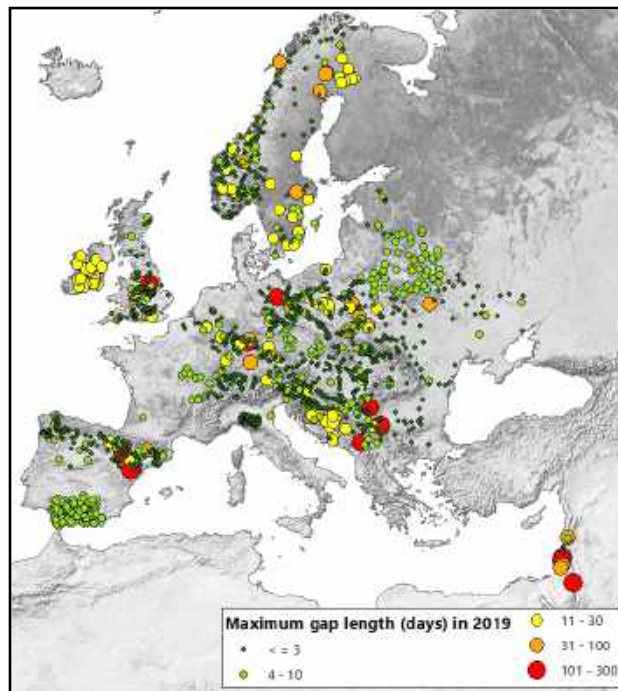 Maximum gap length (days) in 2019
< = 3
4 - 10
11 - 30
31 - 100
101 - 300